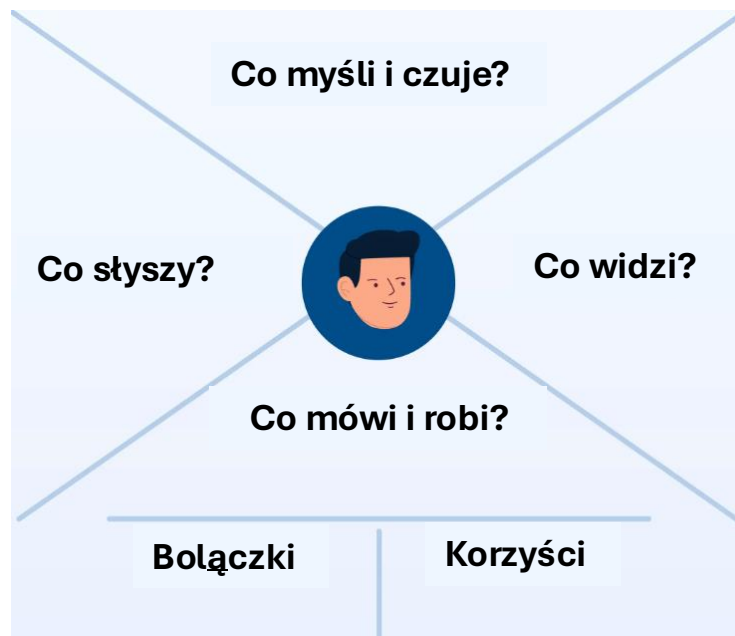 Co myśli i czuje?
Co słyszy?
Co widzi?
Co mówi i robi?
Bolączki
Korzyści